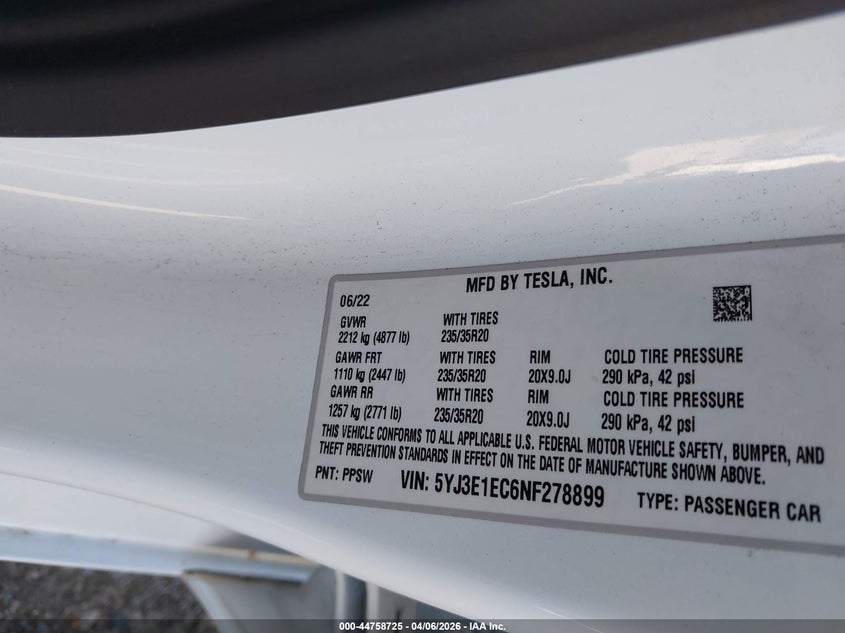 MFD BY TESLA, INC.
06/22
GVWR WITH TIRES
2212 kg (4877 lb) 235/35R20
GAWR FRT WITH TIRES RIM COLD TIRE PRESSURE
1110 kg (2447 lb) 235/35R20 20X9.0J 290 kPa, 42 psi
GAWR RR WITH TIRES RIM COLD TIRE PRESSURE
1257 kg (2771 lb) 235/35R20 20X9.0J 290 kPa, 42 psi
THIS VEHICLE CONFORMS TO ALL APPLICABLE U.S. FEDERAL MOTOR VEHICLE SAFETY, BUMPER, AND
THEFT PREVENTION STANDARDS IN EFFECT ON THE DATE OF MANUFACTURE SHOWN ABOVE.
PNT: PPSW VIN: 5YJ3E1EC6NF278899 TYPE: PASSENGER CAR
000-44758725 - 04/06/2026 - IAA Inc.